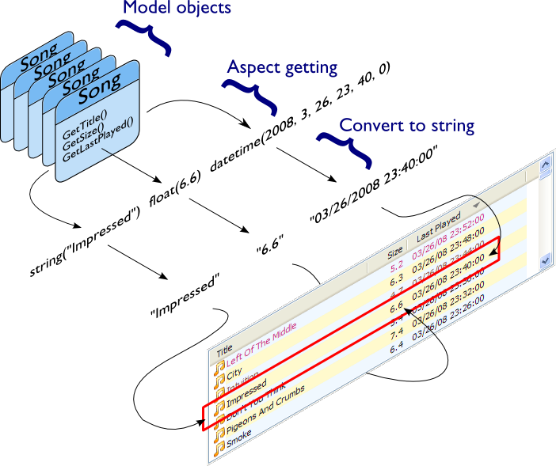 Model objects
Aspect getting
Convert to string
Song
Song
Song
Song
Song
GetTitle()
GetSize()
GetLastPlayed()
string("Impressed")
float(6.6)
datetime(2008, 3, 26, 23, 40, 0)
"Impressed"
"6.6"
"03/26/2008 23:40:00"
Title Size Last Played
Left Of The Middle 5.2 03/26/08 23:52:00
City 6.3 03/26/08 23:48:00
Impressed 6.6 03/26/08 23:40:00
Pigeons And Crumbs 7.4 03/26/08 23:32:00
Smoke 6.4 03/26/08 23:26:00